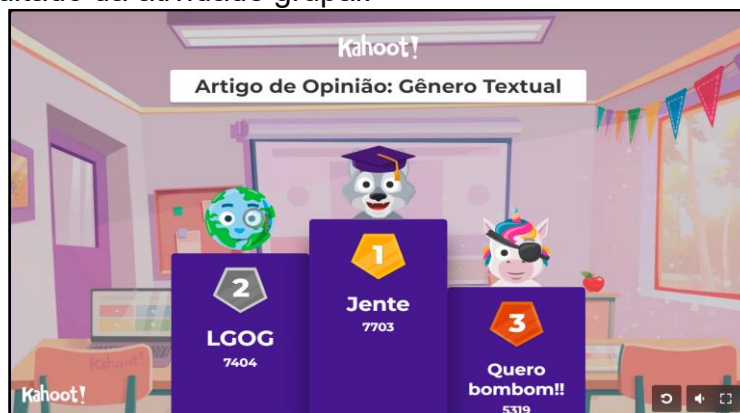 Kahoot!
Artigo de Opinião: Gênero Textual
1
Jente
7703
2
LGOG
7404
3
Quero
bombom!!
5319
Kahoot!